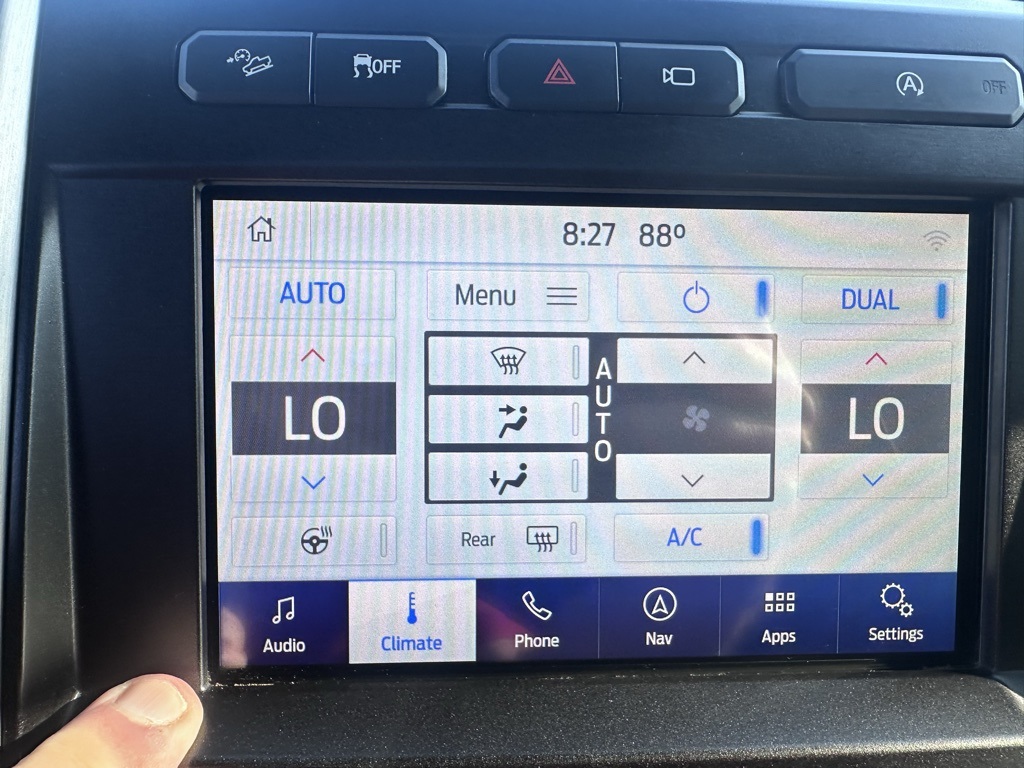 OFF
A OFF
8:27 88º
AUTO Menu DUAL
LO AUTO LO
Rear A/C
Audio Climate Phone Nav Apps Settings